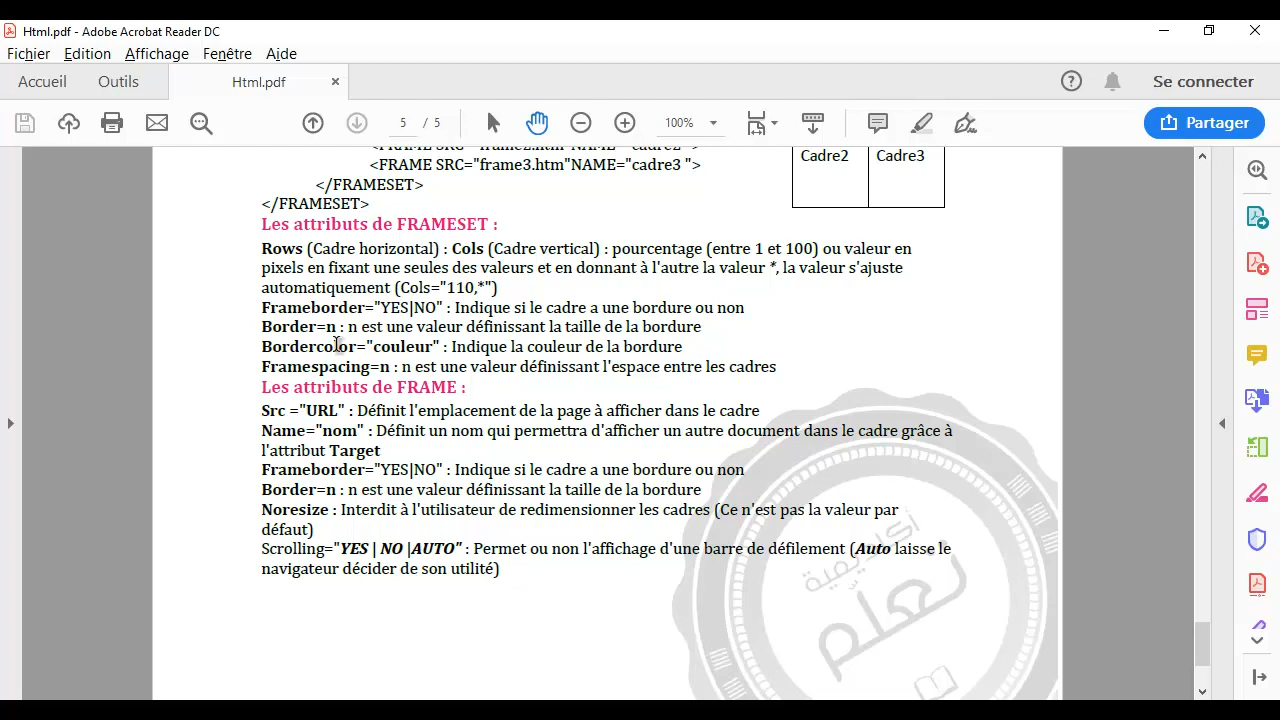 Html.pdf - Adobe Acrobat Reader DC
Fichier Edition Affichage Fenêtre Aide
Accueil Outils Html.pdf × Se connecter
5 / 5 100% Partager
<FRAME SRC="frame2.htm"NAME="cadre2 ">
<FRAME SRC="frame3.htm"NAME="cadre3 ">
Cadre2 Cadre3
</FRAMESET>
</FRAMESET>
Les attributs de FRAMESET :
Rows (Cadre horizontal) : Cols (Cadre vertical) : pourcentage (entre 1 et 100) ou valeur en
pixels en fixant une seules des valeurs et en donnant à l'autre la valeur *, la valeur s'ajuste
automatiquement (Cols="110,*")
Frameborder="YES|NO" : Indique si le cadre a une bordure ou non
Border=n : n est une valeur définissant la taille de la bordure
Bordercolor="couleur" : Indique la couleur de la bordure
Framespacing=n : n est une valeur définissant l'espace entre les cadres
Les attributs de FRAME :
Src ="URL" : Définit l'emplacement de la page à afficher dans le cadre
Name="nom" : Définit un nom qui permettra d'afficher un autre document dans le cadre grâce à
l'attribut Target
Frameborder="YES|NO" : Indique si le cadre a une bordure ou non
Border=n : n est une valeur définissant la taille de la bordure
Noresize : Interdit à l'utilisateur de redimensionner les cadres (Ce n'est pas la valeur par
défaut)
Scrolling="YES | NO |AUTO" : Permet ou non l'affichage d'une barre de défilement (Auto laisse le
navigateur décider de son utilité)
أكاديمية
نتعلم